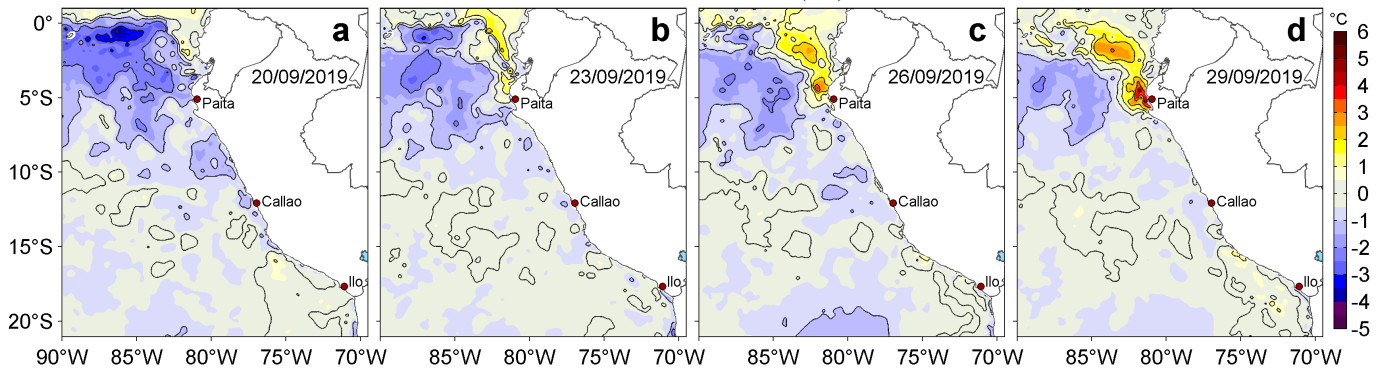 °C
0°
5°S
10°S
15°S
20°S
a
20/09/2019
Paita
Callao
Ilo
90°W
85°W
80°W
75°W
70°W
b
23/09/2019
Paita
Callao
Ilo
85°W
80°W
75°W
70°W
c
26/09/2019
Paita
Callao
Ilo
85°W
80°W
75°W
70°W
d
29/09/2019
Paita
Callao
Ilo
85°W
80°W
75°W
70°W
6
5
4
3
2
1
0
-1
-2
-3
-4
-5